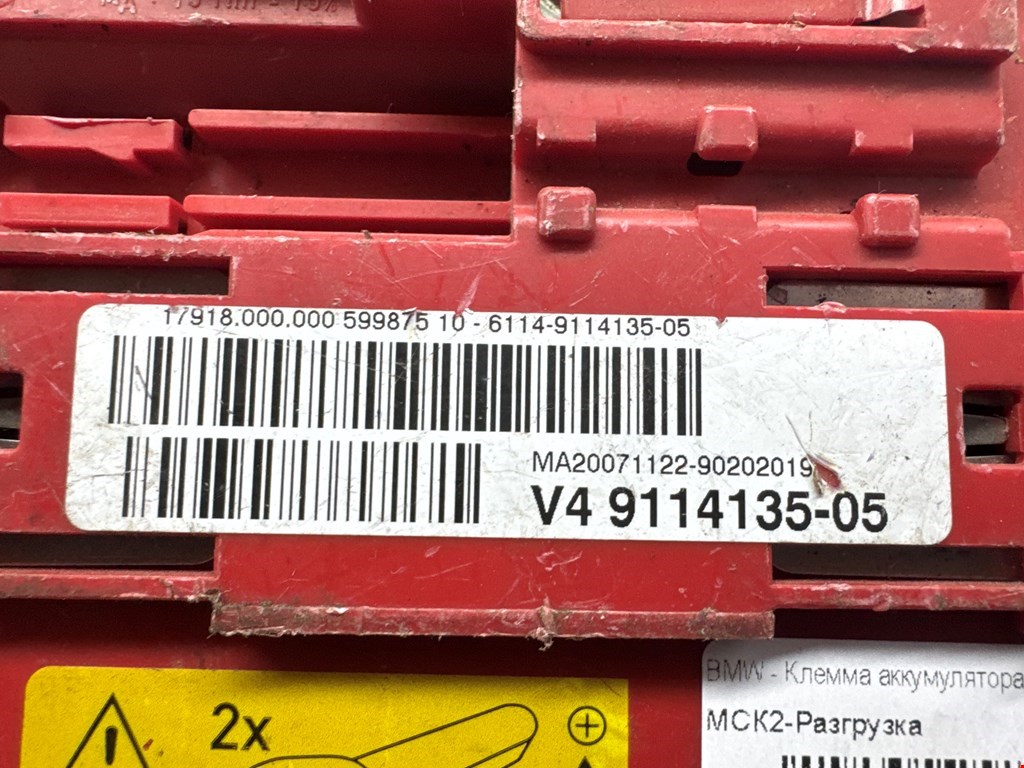 17918.000.000 599875 10 - 6114-9114135-05
MA20071122-90202019
V4 9114135-05
2x
BMW - Клемма аккумулятора
МСК2-Разгрузка